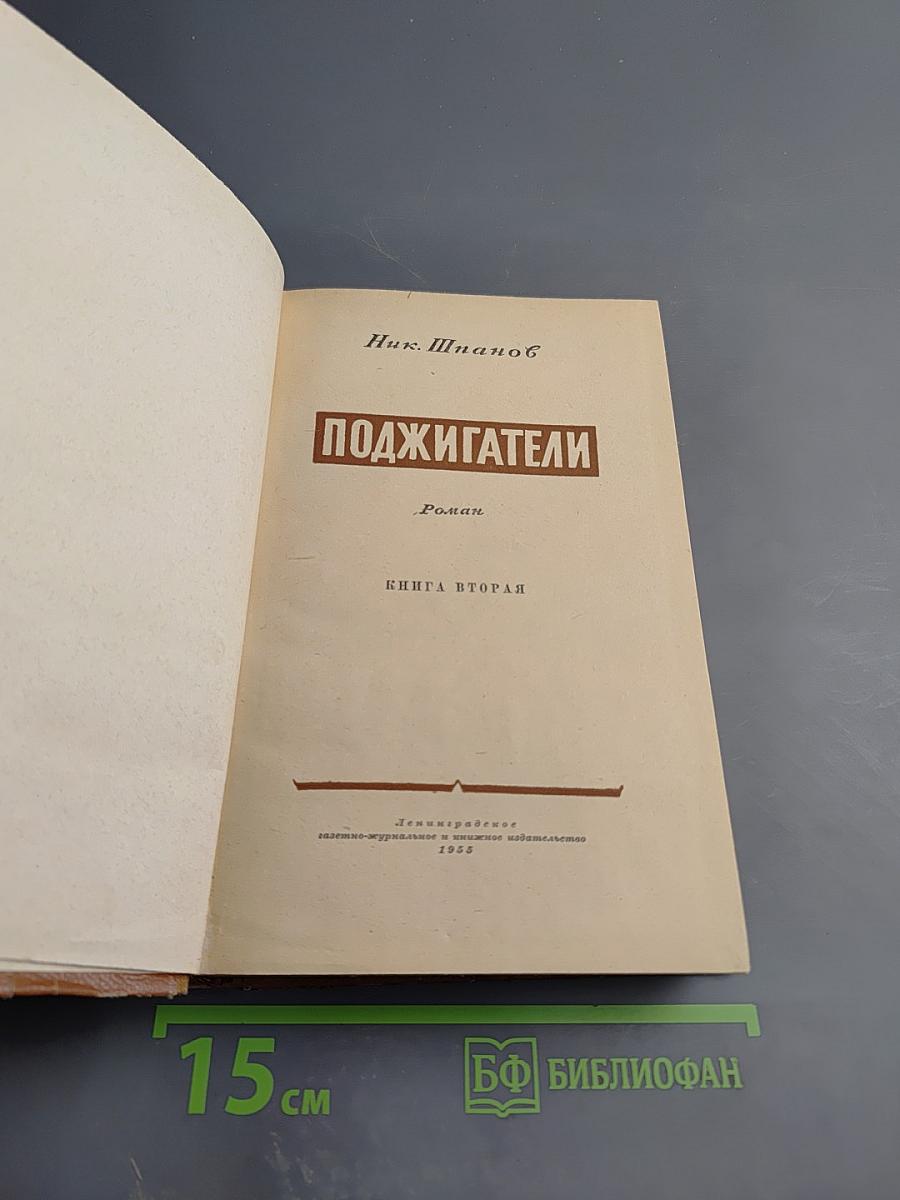 Ник. Шпанов
ПОДЖИГАТЕЛИ
Роман
КНИГА ВТОРАЯ
Ленинградское
газетно-журнальное и книжное издательство
1955
15 см
БФ БИБЛИОФАН